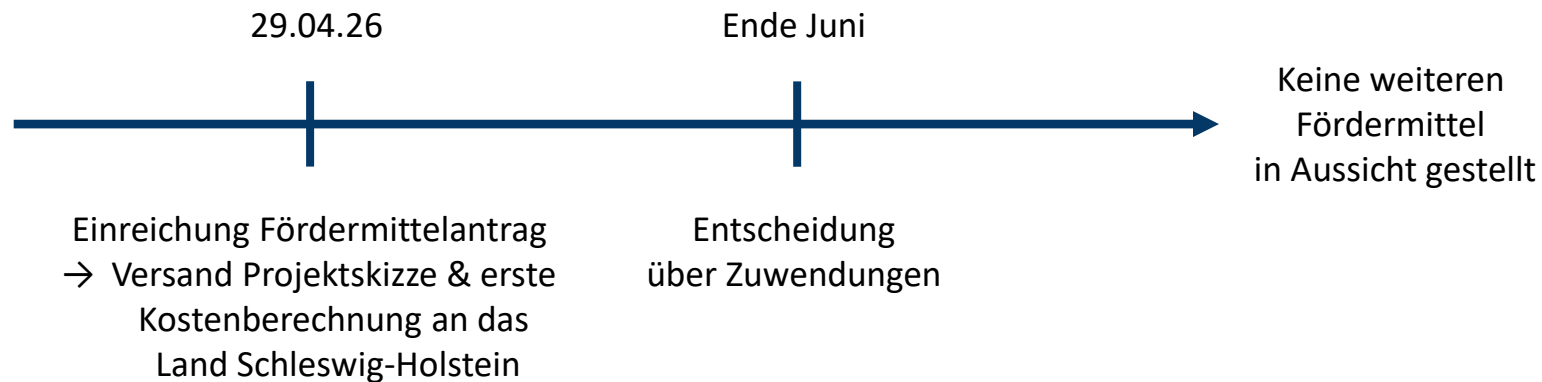 29.04.26
Ende Juni
Keine weiteren
Fördermittel
in Aussicht gestellt
Einreichung Fördermittelantrag
→ Versand Projektskizze & erste
Kostenberechnung an das
Land Schleswig-Holstein
Entscheidung
über Zuwendungen